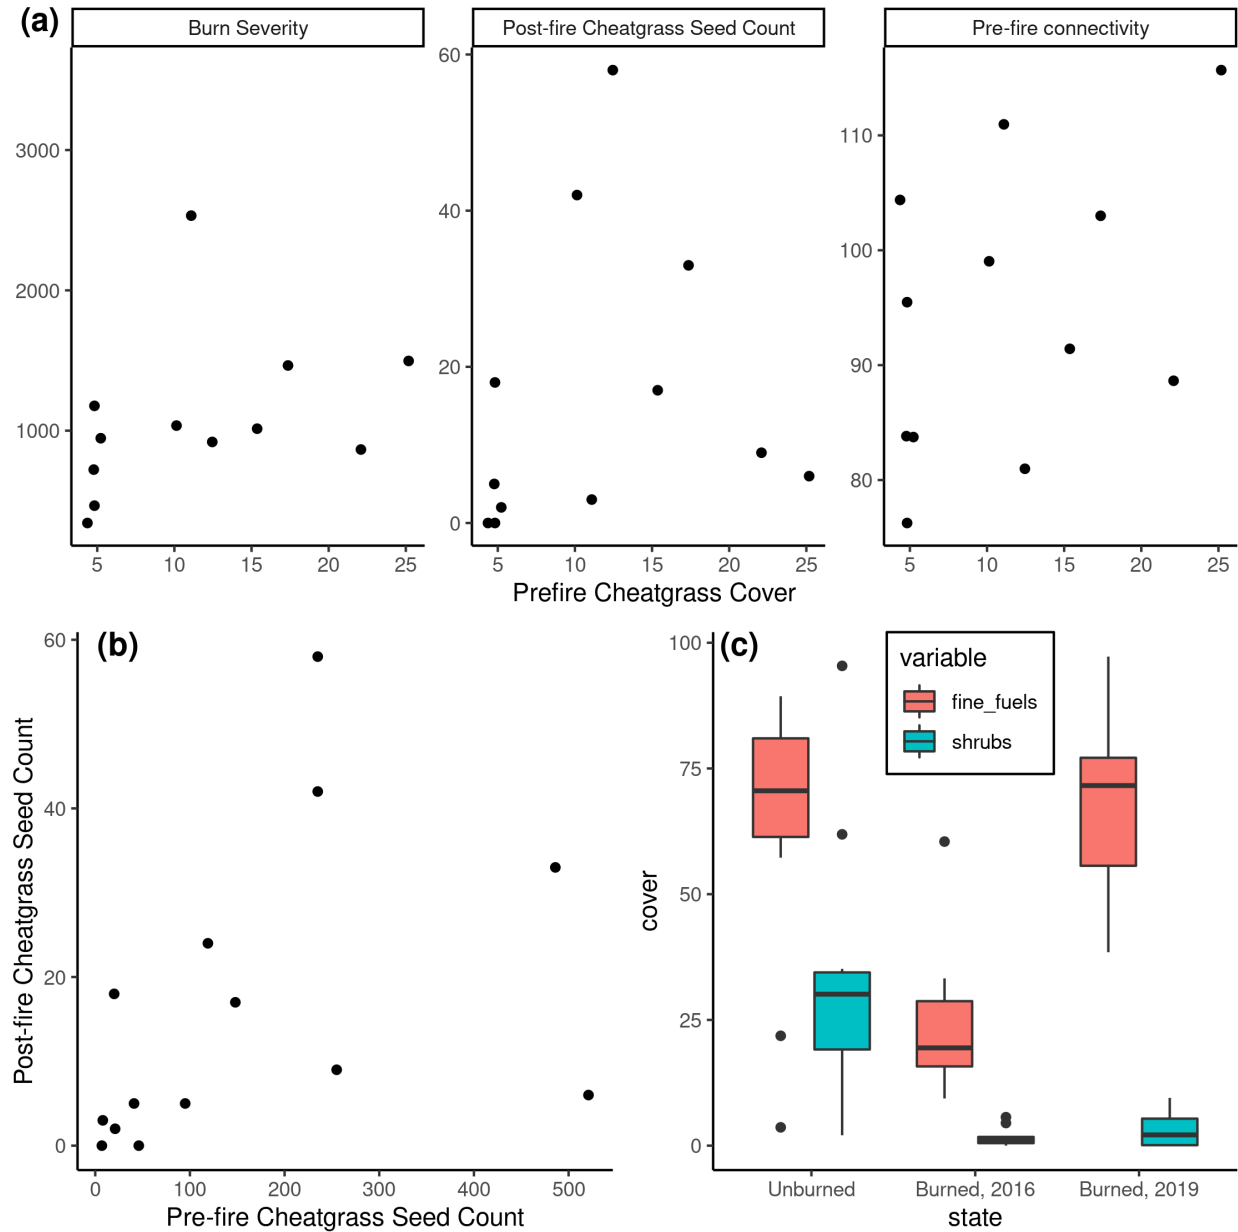 (a)
Burn Severity
Post-fire Cheatgrass Seed Count
Pre-fire connectivity
3000
2000
1000
60
40
20
0
110
100
90
80
5 10 15 20 25
5 10 15 20 25
5 10 15 20 25
Prefire Cheatgrass Cover
(b)
Post-fire Cheatgrass Seed Count
60
40
20
0
0 100 200 300 400 500
Pre-fire Cheatgrass Seed Count
(c)
variable
fine_fuels
shrubs
cover
100
75
50
25
0
Unburned Burned, 2016 Burned, 2019
state